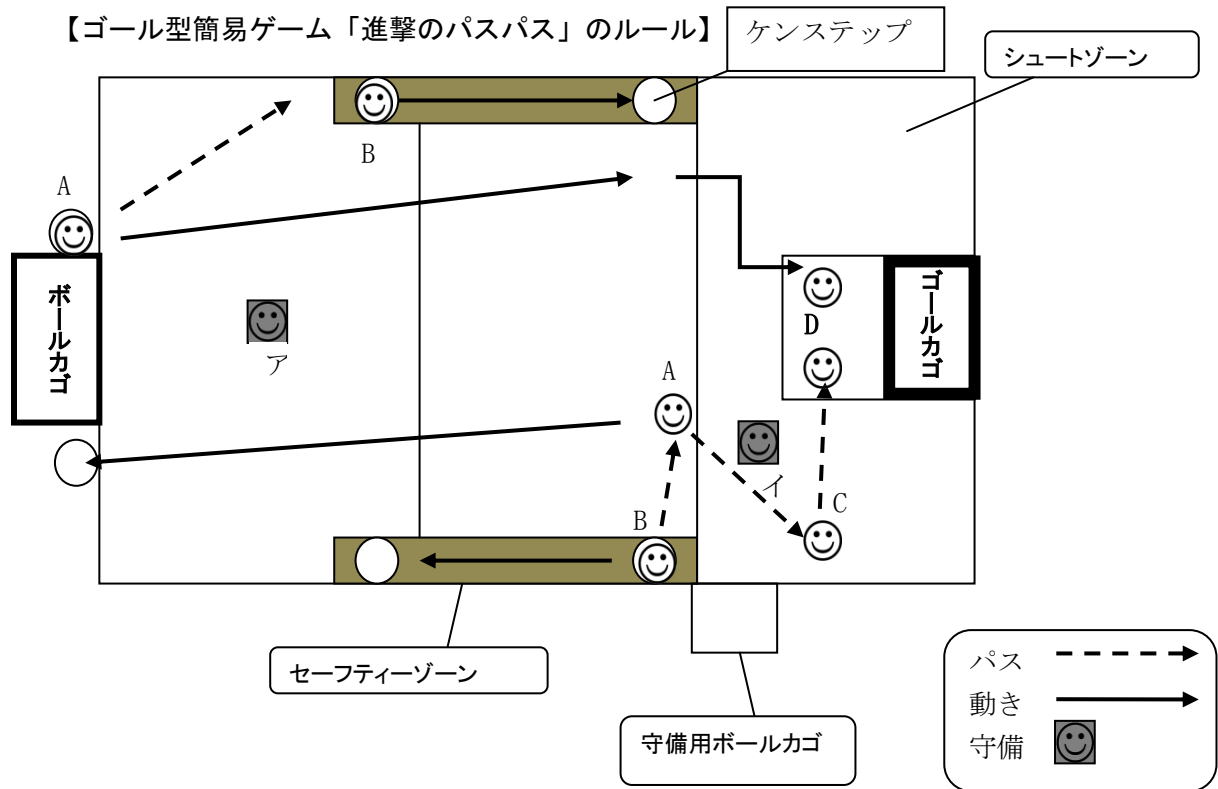 【ゴール型簡易ゲーム「進撃のパスパス」のルール】
ケンステップ
シュートゾーン
B
A
ボールカゴ
ア
D
ゴールカゴ
A
イ
C
B
セーフティーゾーン
守備用ボールカゴ
パス
動き
守備